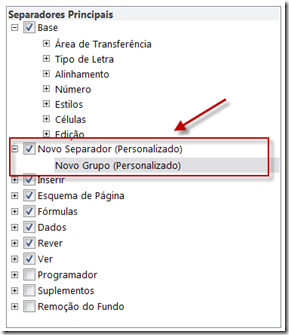 Separadores Principais
Base
Área de Transferência
Tipo de Letra
Alinhamento
Número
Estilos
Células
Edição
Novo Separador (Personalizado)
Novo Grupo (Personalizado)
Inserir
Esquema de Página
Fórmulas
Dados
Rever
Ver
Programador
Suplementos
Remoção do Fundo